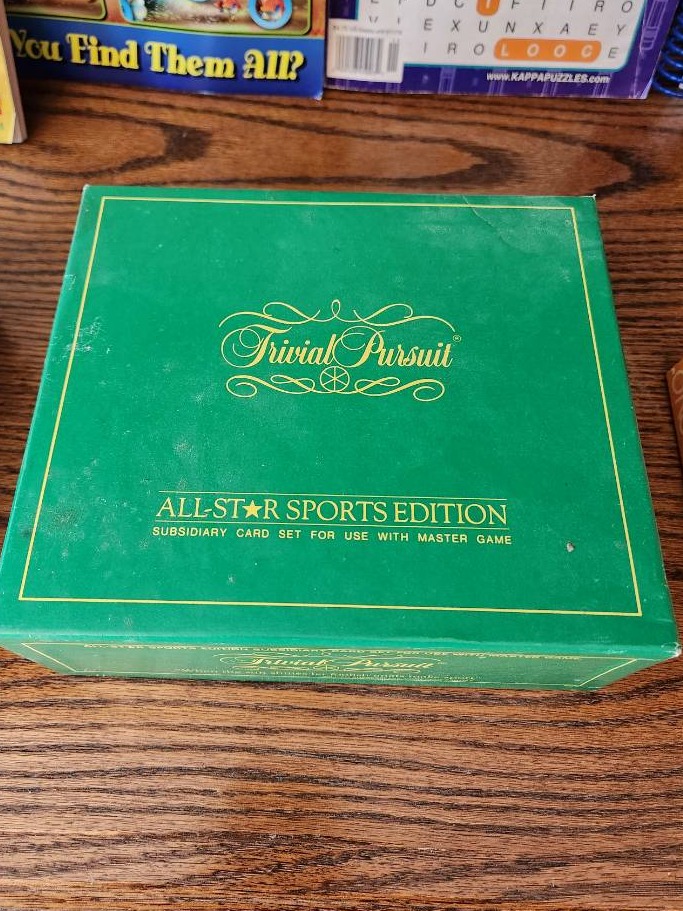 You Find Them All?
E X U N X A E Y
I R O L O O C E
www.KAPPAPUZZLES.com
Trivial Pursuit®
ALL-ST★R SPORTS EDITION
SUBSIDIARY CARD SET FOR USE WITH MASTER GAME
Trivial Pursuit